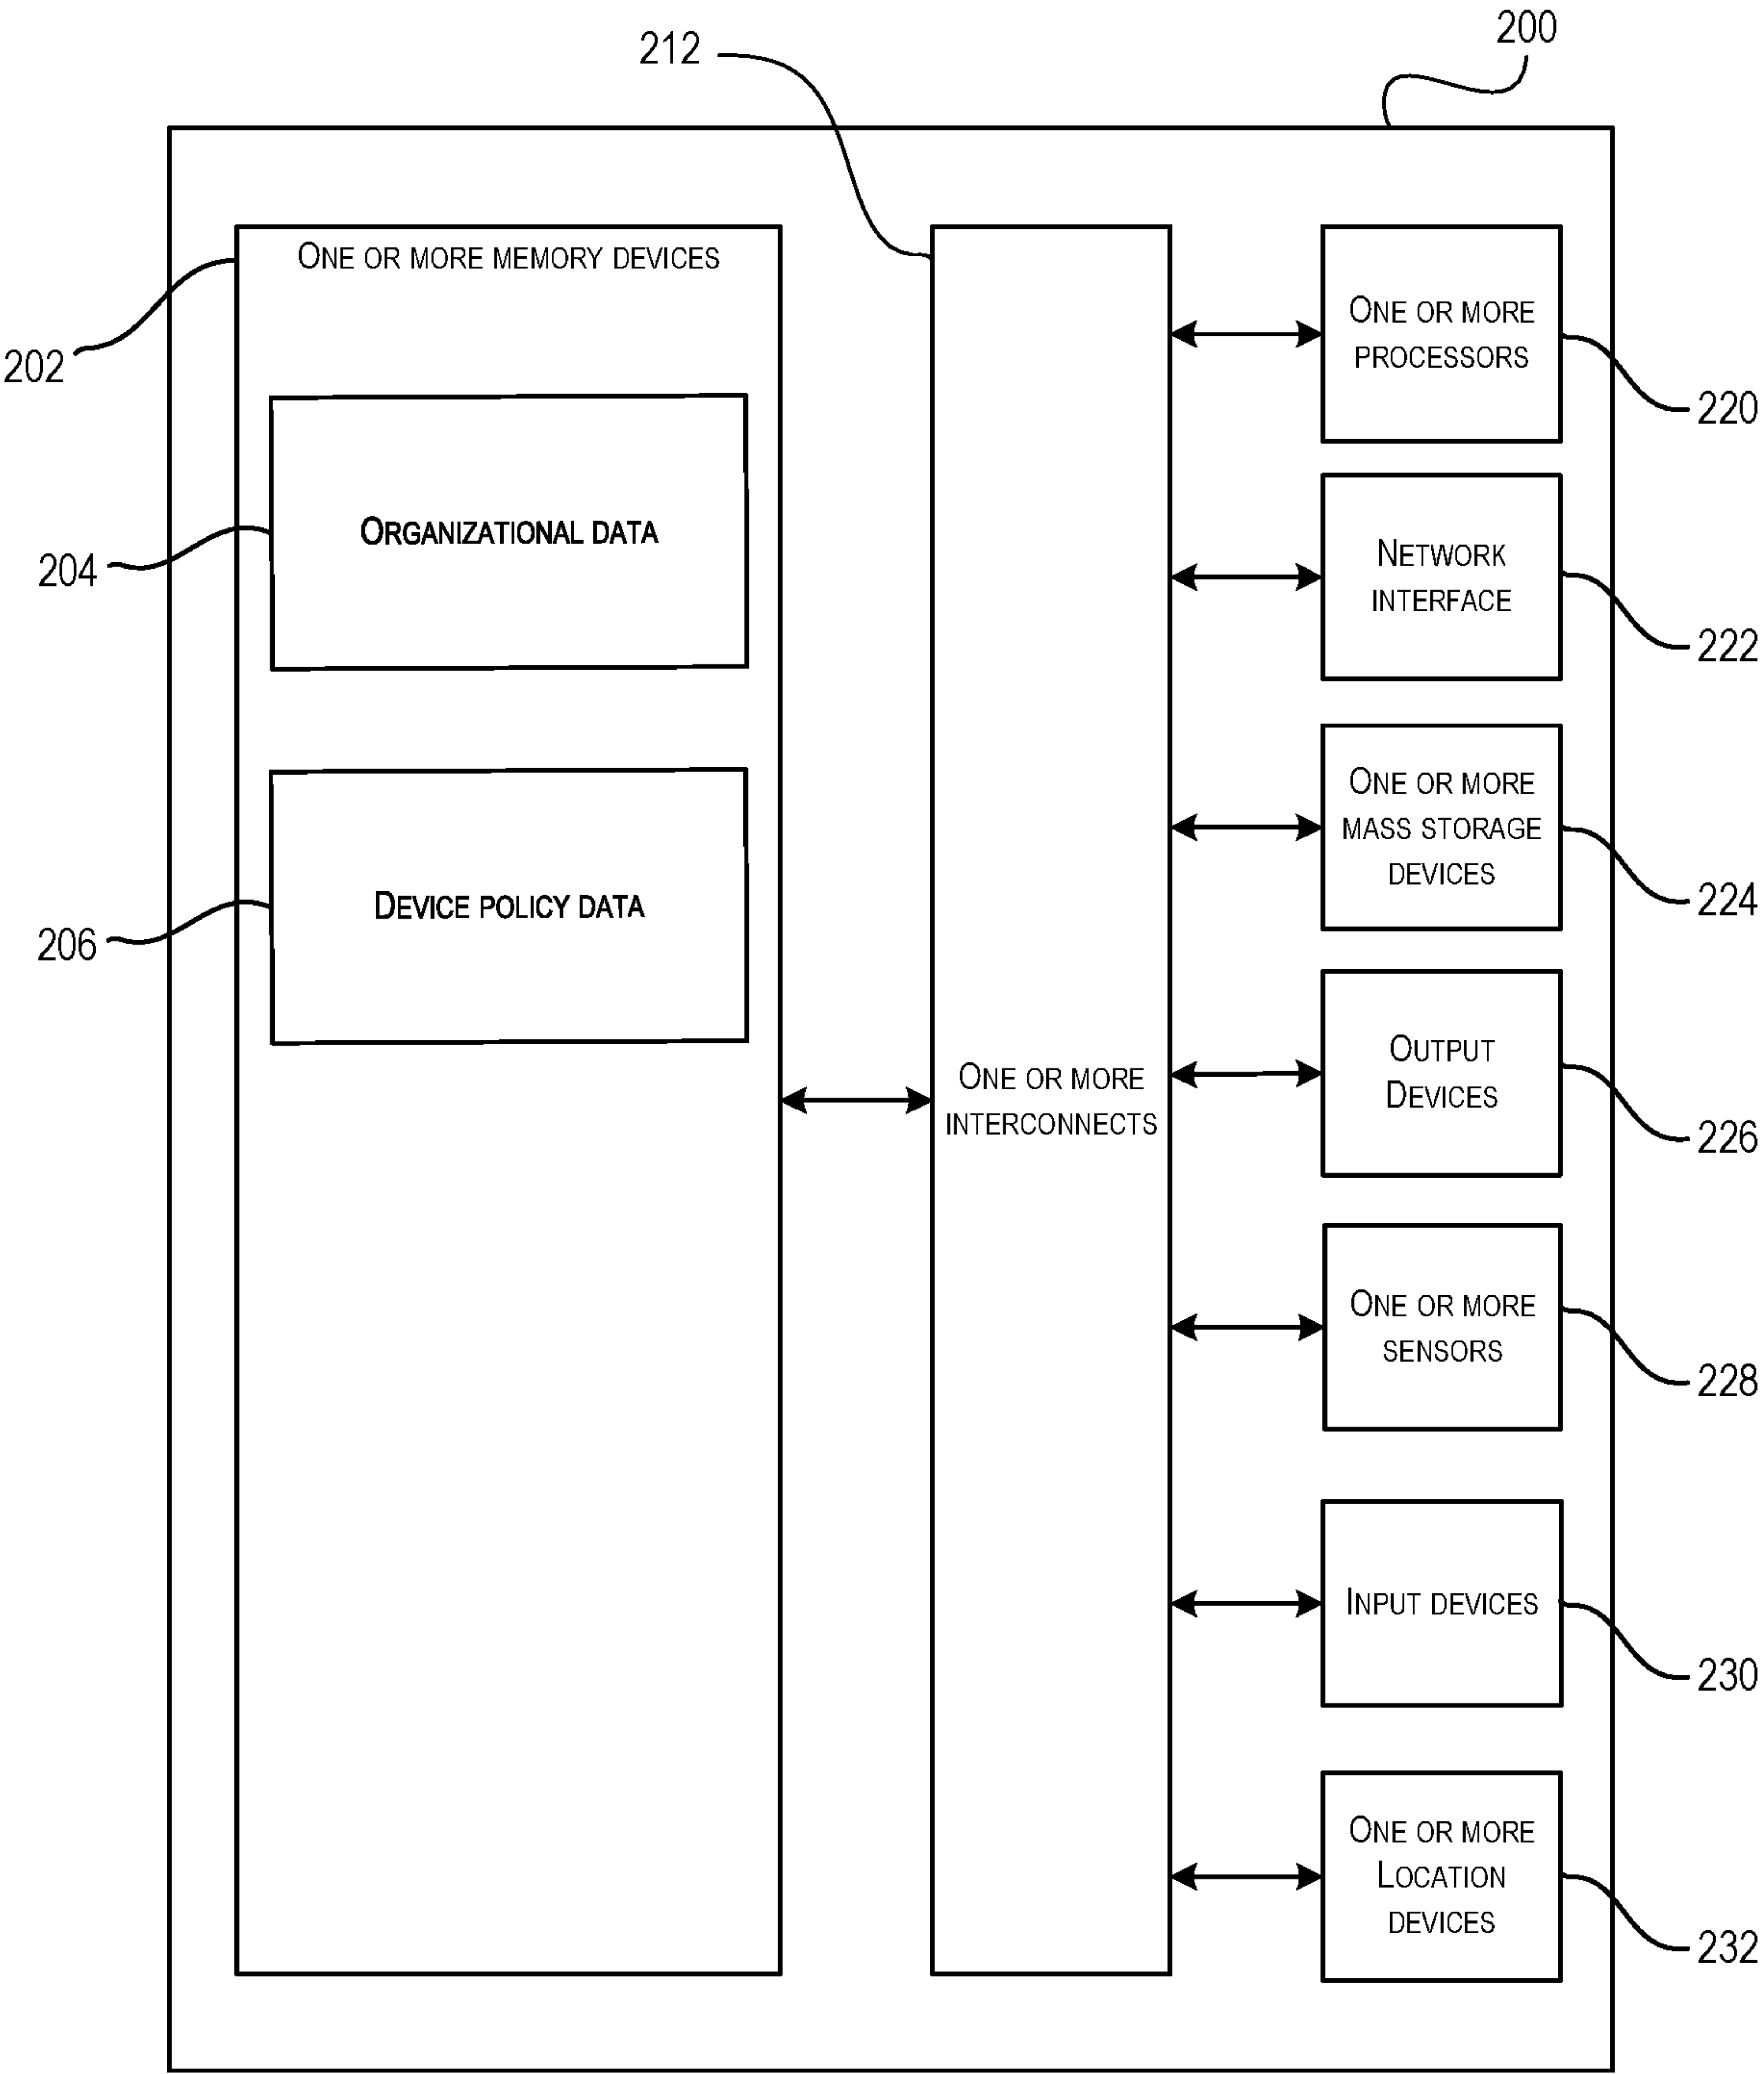 200
212
ONE OR MORE MEMORY DEVICES
202
ORGANIZATIONAL DATA
204
DEVICE POLICY DATA
206
ONE OR MORE
INTERCONNECTS
ONE OR MORE
PROCESSORS
220
NETWORK
INTERFACE
222
ONE OR MORE
MASS STORAGE
DEVICES
224
OUTPUT
DEVICES
226
ONE OR MORE
SENSORS
228
INPUT DEVICES
230
ONE OR MORE
LOCATION
DEVICES
232